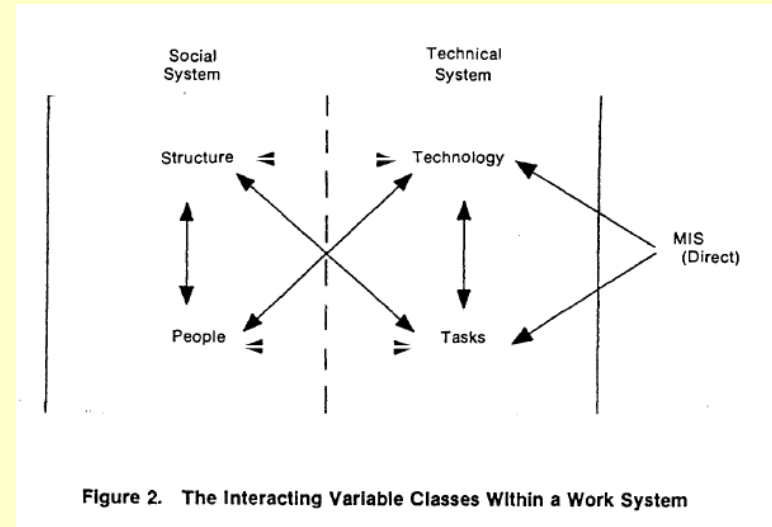 Social
System
Technical
System
Structure
Technology
MIS
(Direct)
People
Tasks
Figure 2. The Interacting Variable Classes Within a Work System